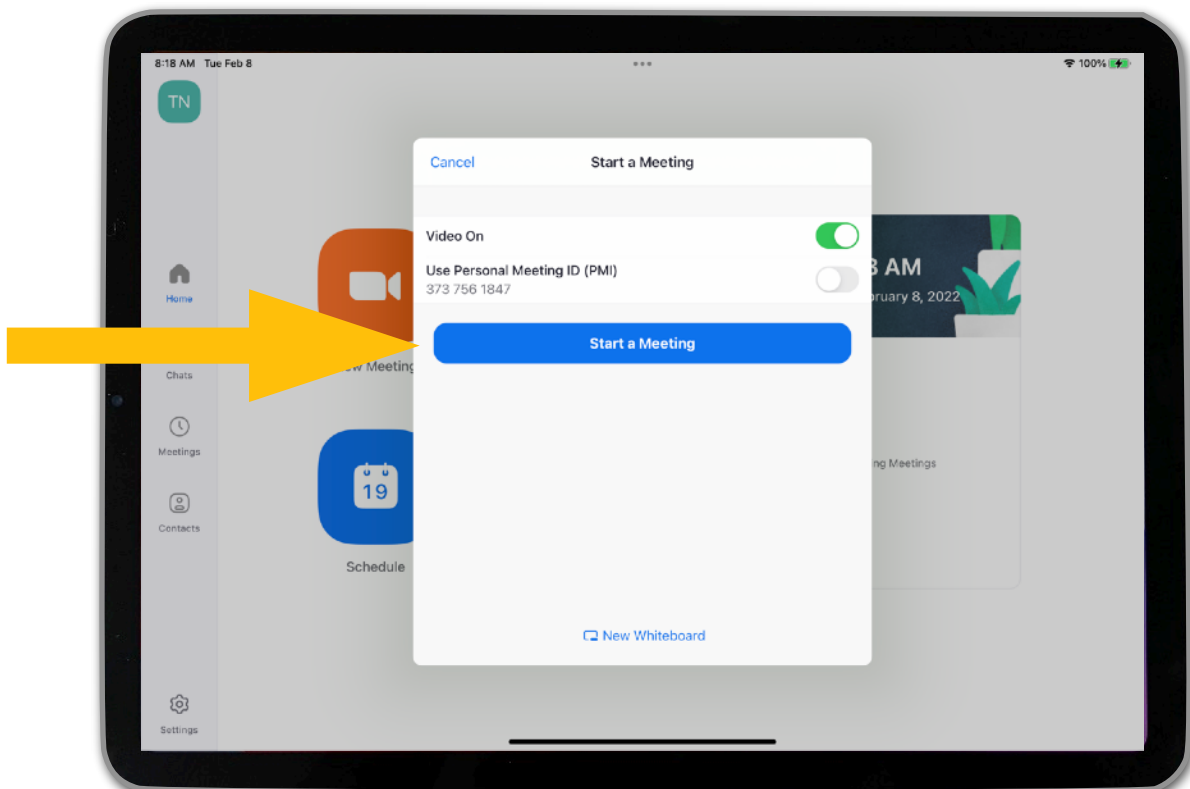 8:18 AM Tue Feb 8
100%
TN
Cancel
Start a Meeting
Video On
Use Personal Meeting ID (PMI)
373 756 1847
Start a Meeting
New Whiteboard
Home
Chats
Meetings
Contacts
Settings
w Meeting
19
Schedule
3 AM
bruary 8, 2022
ng Meetings